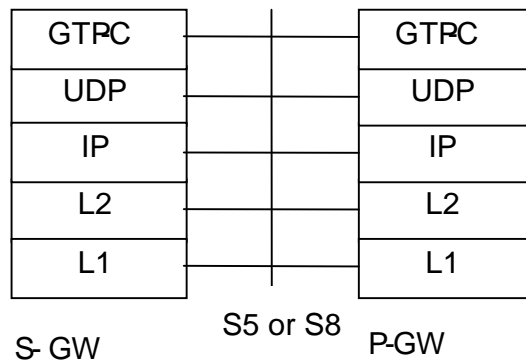 GTP-C GTP-C
UDP UDP
IP IP
L2 L2
L1 L1
S5 or S8
S- GW P-GW